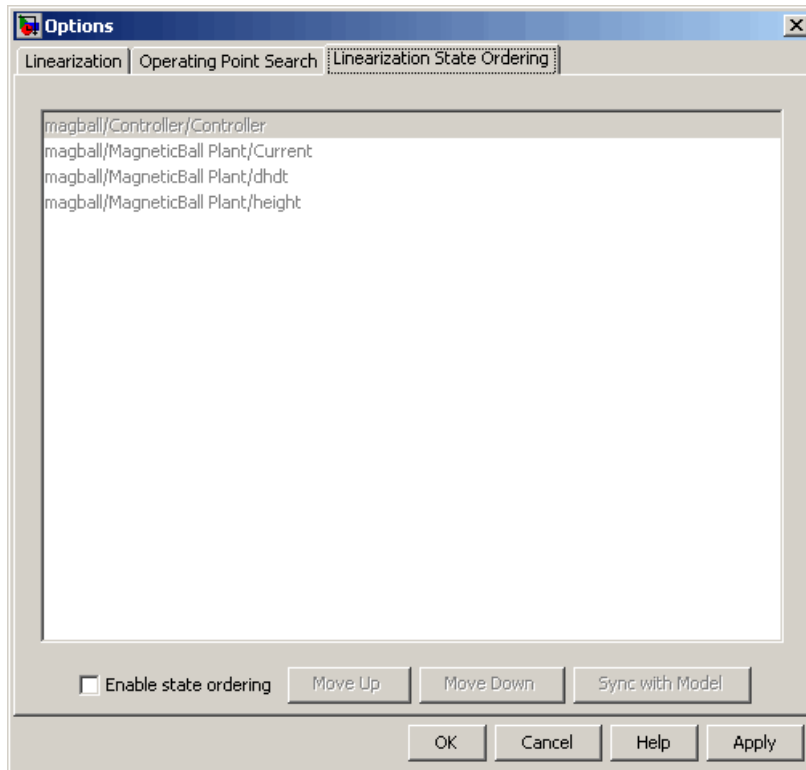 Options
Linearization Operating Point Search Linearization State Ordering
magball/Controller/Controller
magball/MagneticBall Plant/Current
magball/MagneticBall Plant/dhdt
magball/MagneticBall Plant/height
Enable state ordering Move Up Move Down Sync with Model
OK Cancel Help Apply